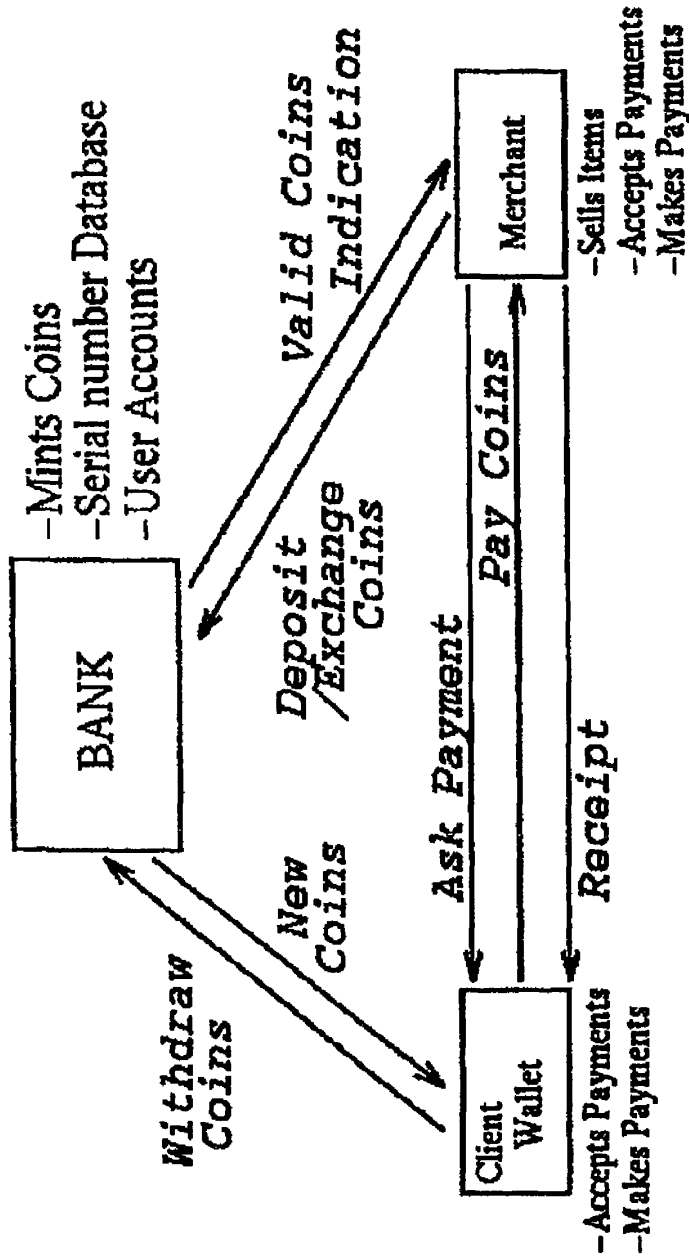 BANK
-Mints Coins
-Serial number Database
-User Accounts
Withdraw
Coins
New
Coins
Deposit
/Exchange
Coins
Valid Coins
Indication
Ask Payment
Pay Coins
Receipt
Client
Wallet
-Accepts Payments
-Makes Payments
Merchant
-Sells Items
-Accepts Payments
-Makes Payments